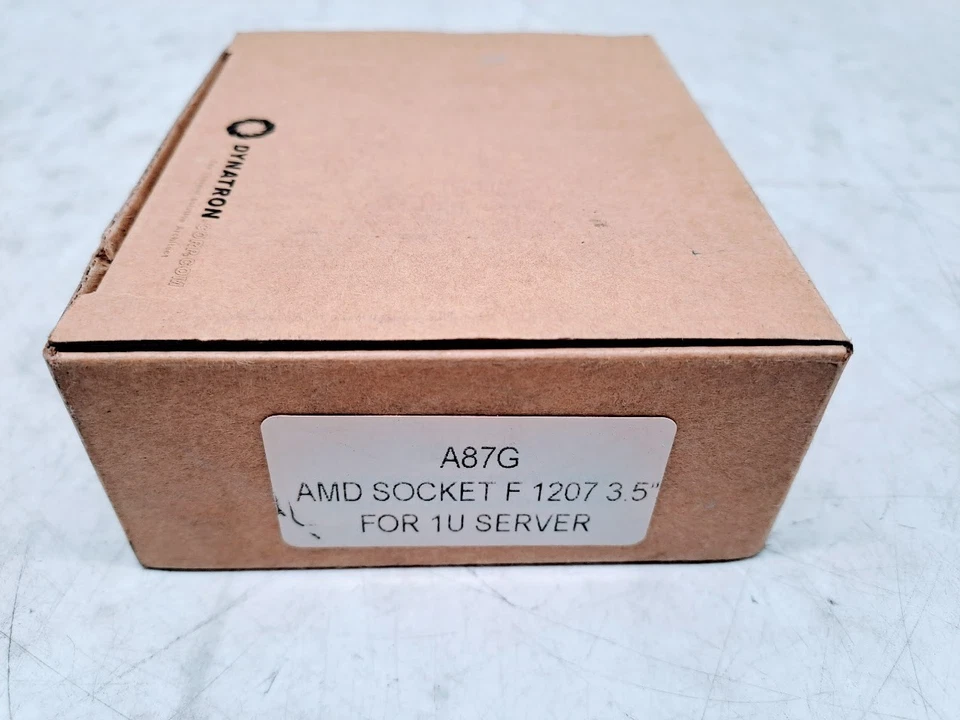 DYNATRON
A87G
AMD SOCKET F 1207 3.5"
FOR 1U SERVER